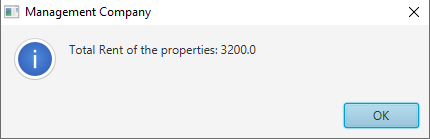 Management Company
Total Rent of the properties: 3200.0
OK